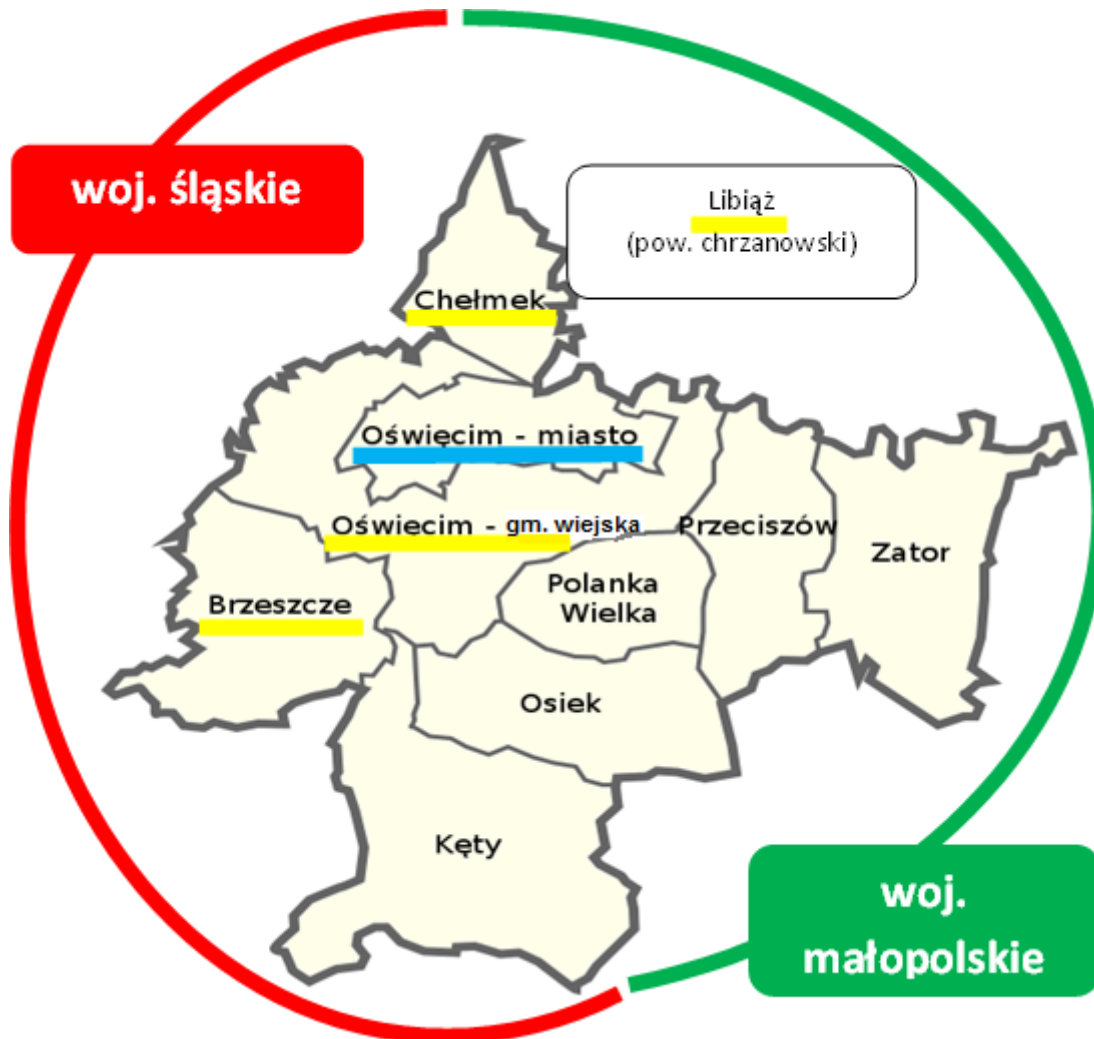 woj. śląskie
Libiąż
(pow. chrzanowski)
Chełmek
Oświęcim - miasto
Oświecim - gm. wiejska
Przeciszów
Zator
Polanka
Wielka
Brzeszcze
Osiek
Kęty
woj.
małopolskie